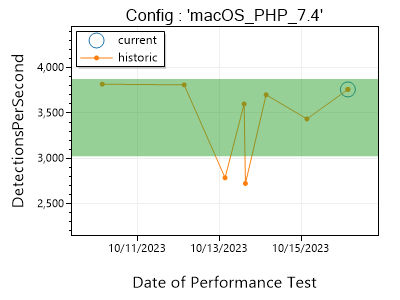 Config : 'macOS_PHP_7.4'
current
historic
DetectionsPerSecond
4,000
3,500
3,000
2,500
10/11/2023
10/13/2023
10/15/2023
Date of Performance Test